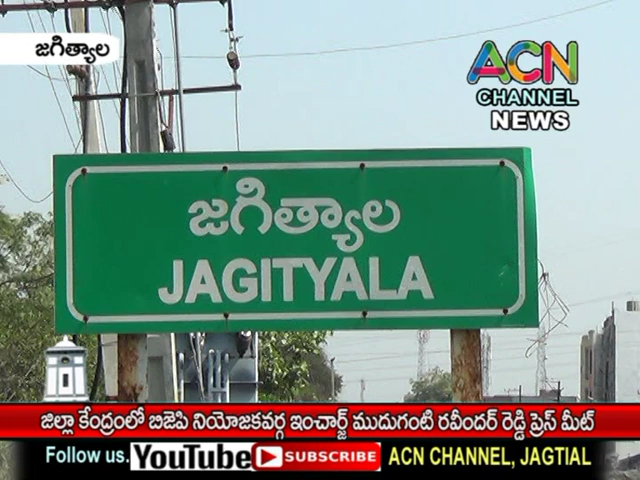 జగిత్యాల
ACN
CHANNEL
NEWS
జగిత్యాల
JAGITYALA
జిల్లా కేంద్రంలో బిజెపి నియోజకవర్గ ఇంచార్జ్ ముదుగంటి రవీందర్ రెడ్డి ప్రెస్ మీట్
Follow us. YouTube SUBSCRIBE ACN CHANNEL, JAGTIAL